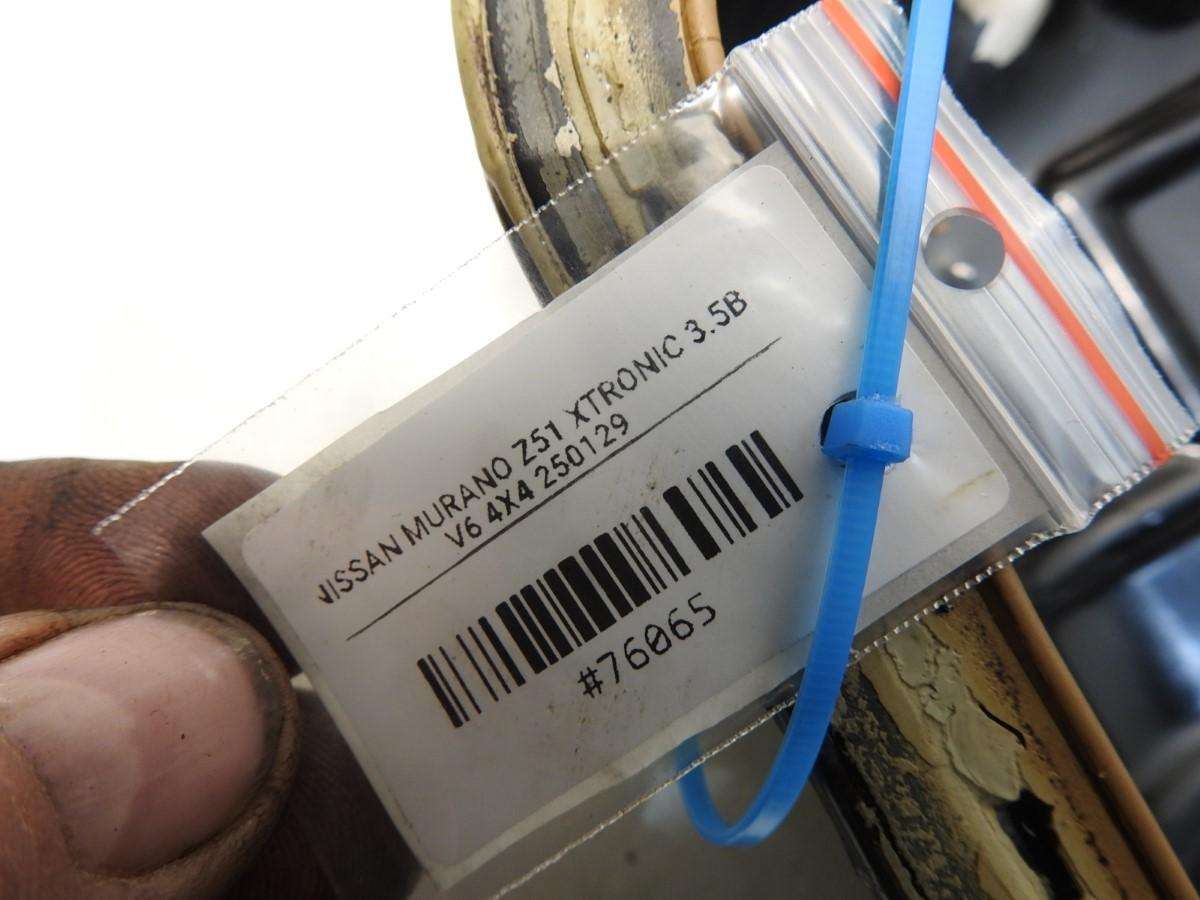 NISSAN MURANO Z51 XTRONIC 3.5B
V6 4X4 250129
#76065